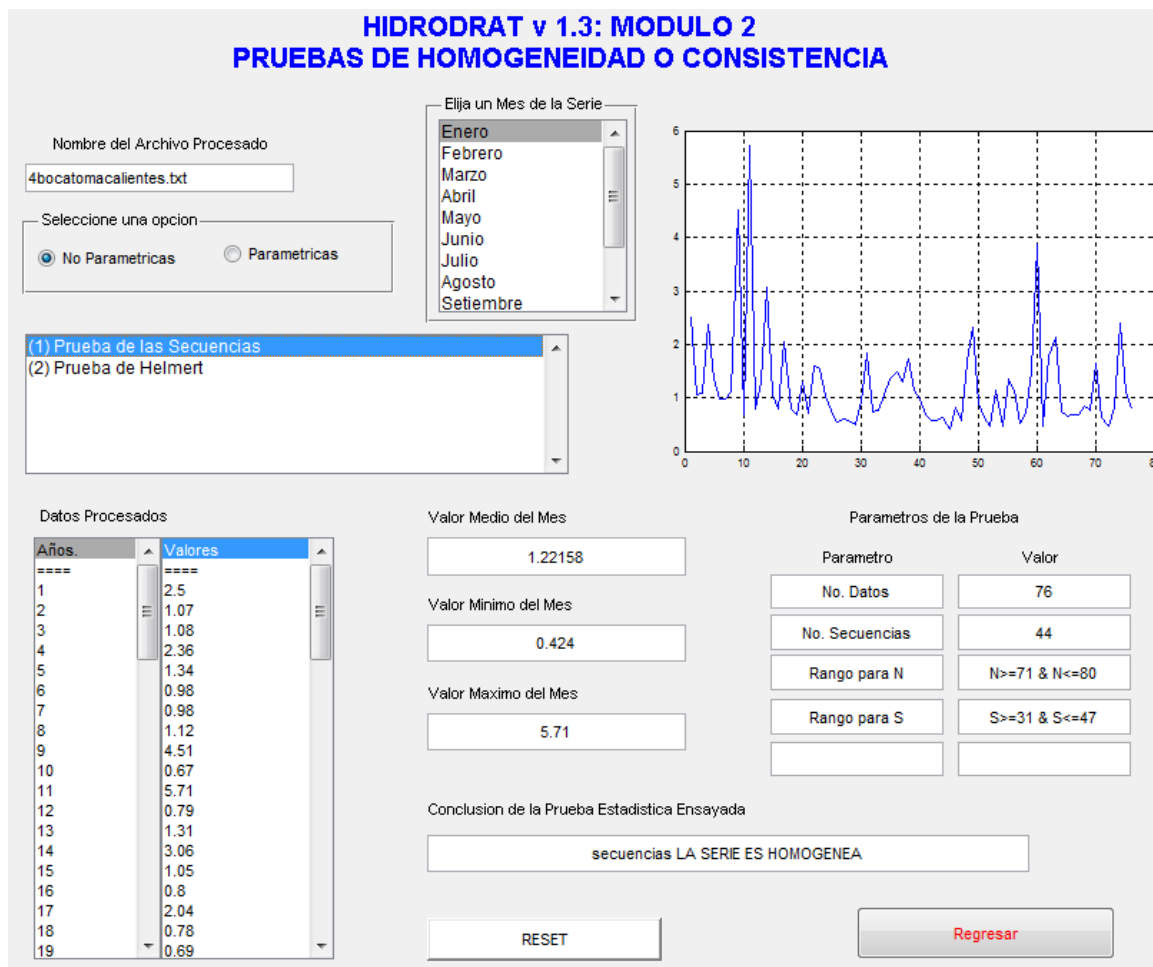 HIDRODRAT v 1.3: MODULO 2
PRUEBAS DE HOMOGENEIDAD O CONSISTENCIA
Nombre del Archivo Procesado
4bocatomacalientes.txt
Seleccione una opcion
No Parametricas
Parametricas
Elija un Mes de la Serie
Enero
Febrero
Marzo
Abril
Mayo
Junio
Julio
Agosto
Setiembre
6
5
4
3
2
1
0
0 10 20 30 40 50 60 70 8
(1) Prueba de las Secuencias
(2) Prueba de Helmert
Datos Procesados
Años. Valores
==== ====
1 2.5
2 1.07
3 1.08
4 2.36
5 1.34
6 0.98
7 0.98
8 1.12
9 4.51
10 0.67
11 5.71
12 0.79
13 1.31
14 3.06
15 1.05
16 0.8
17 2.04
18 0.78
19 0.69
Valor Medio del Mes
1.22158
Valor Minimo del Mes
0.424
Valor Maximo del Mes
5.71
Parametros de la Prueba
Parametro Valor
No. Datos 76
No. Secuencias 44
Rango para N N>=71 & N<=80
Rango para S S>=31 & S<=47
Conclusion de la Prueba Estadistica Ensayada
secuencias LA SERIE ES HOMOGENEA
RESET
Regresar